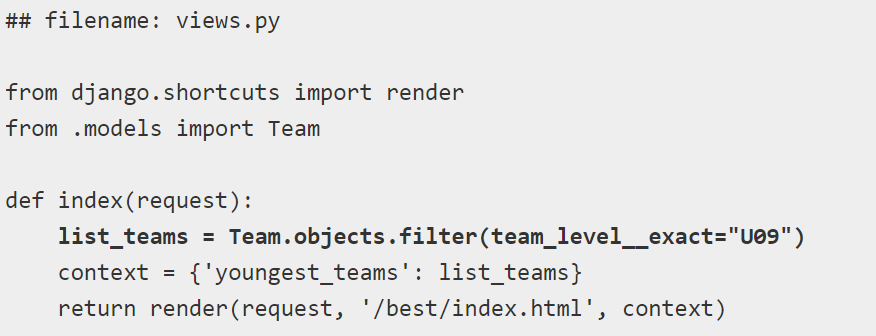 ## filename: views.py
from django.shortcuts import render
from .models import Team
def index(request):
    list_teams = Team.objects.filter(team_level__exact="U09")
    context = {'youngest_teams': list_teams}
    return render(request, '/best/index.html', context)